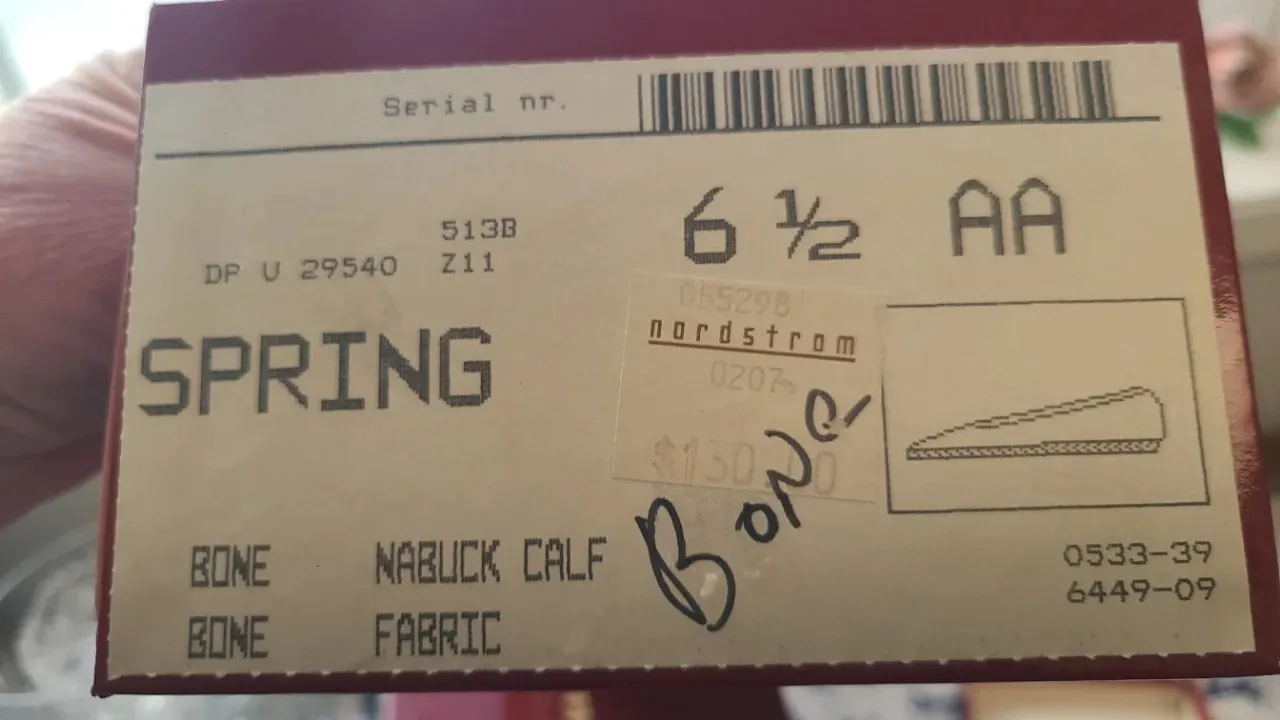 Serial nr.
513B
DP U 29540 Z11
6 ½ AA
SPRING
065298
nordstrom
0207
$130.00
Bone
BONE NABUCK CALF
BONE FABRIC
0533-39
6449-09